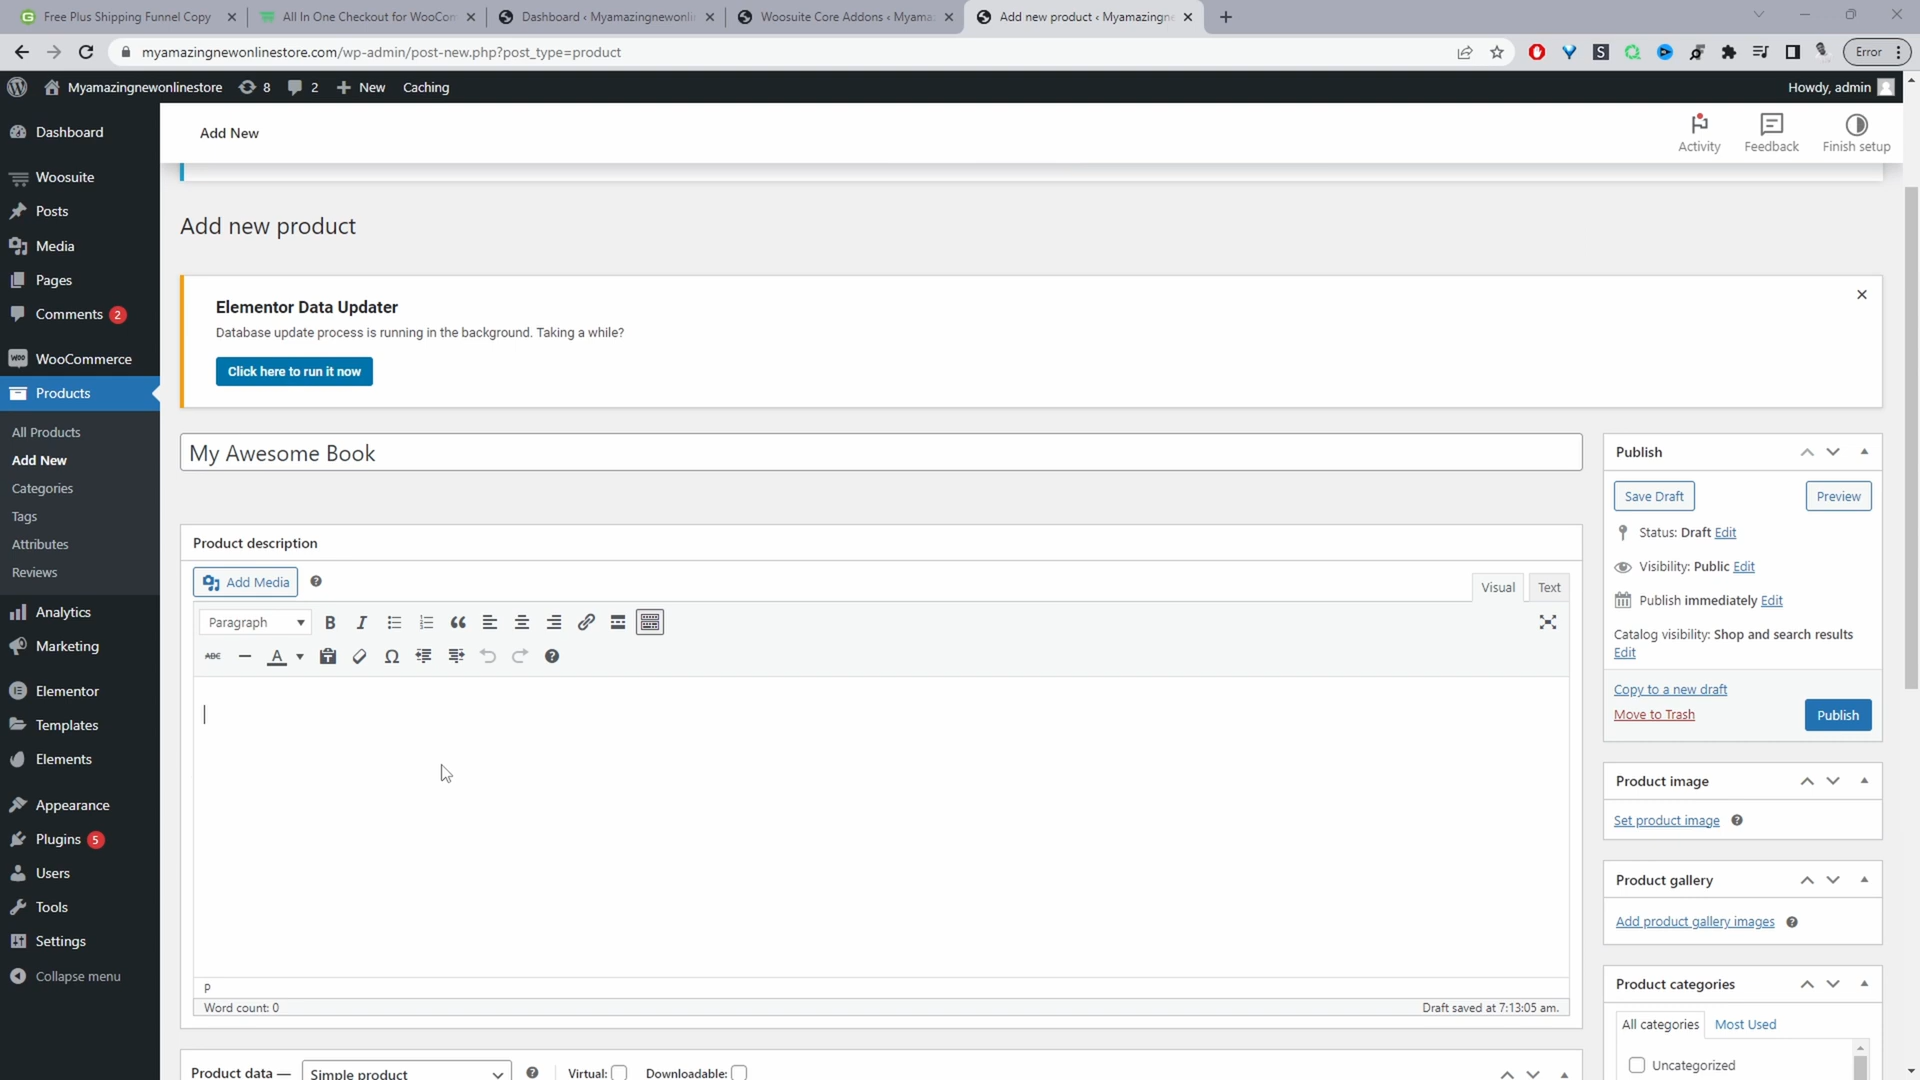 Free Plus Shipping Funnel Copy
All In One Checkout for WooCom
Dashboard ‹ Myamazingnewonli
Woosuite Core Addons ‹ Myama
Add new product ‹ Myamazingn
myamazingnewonlinestore.com/wp-admin/post-new.php?post_type=product
Error
Myamazingnewonlinestore 8 2 New Caching
Howdy, admin
Dashboard
Woosuite
Posts
Media
Pages
Comments 2
WooCommerce
Products
All Products
Add New
Categories
Tags
Attributes
Reviews
Analytics
Marketing
Elementor
Templates
Elements
Appearance
Plugins 5
Users
Tools
Settings
Collapse menu
Add New
Activity
Feedback
Finish setup
Add new product
Elementor Data Updater
Database update process is running in the background. Taking a while?
Click here to run it now
My Awesome Book
Product description
Add Media
Visual Text
Paragraph B I
ABC A Ω
P
Word count: 0
Draft saved at 7:13:05 am.
Product data — Simple product Virtual: Downloadable:
Publish
Save Draft Preview
Status: Draft Edit
Visibility: Public Edit
Publish immediately Edit
Catalog visibility: Shop and search results
Edit
Copy to a new draft
Move to Trash
Publish
Product image
Set product image
Product gallery
Add product gallery images
Product categories
All categories Most Used
Uncategorized